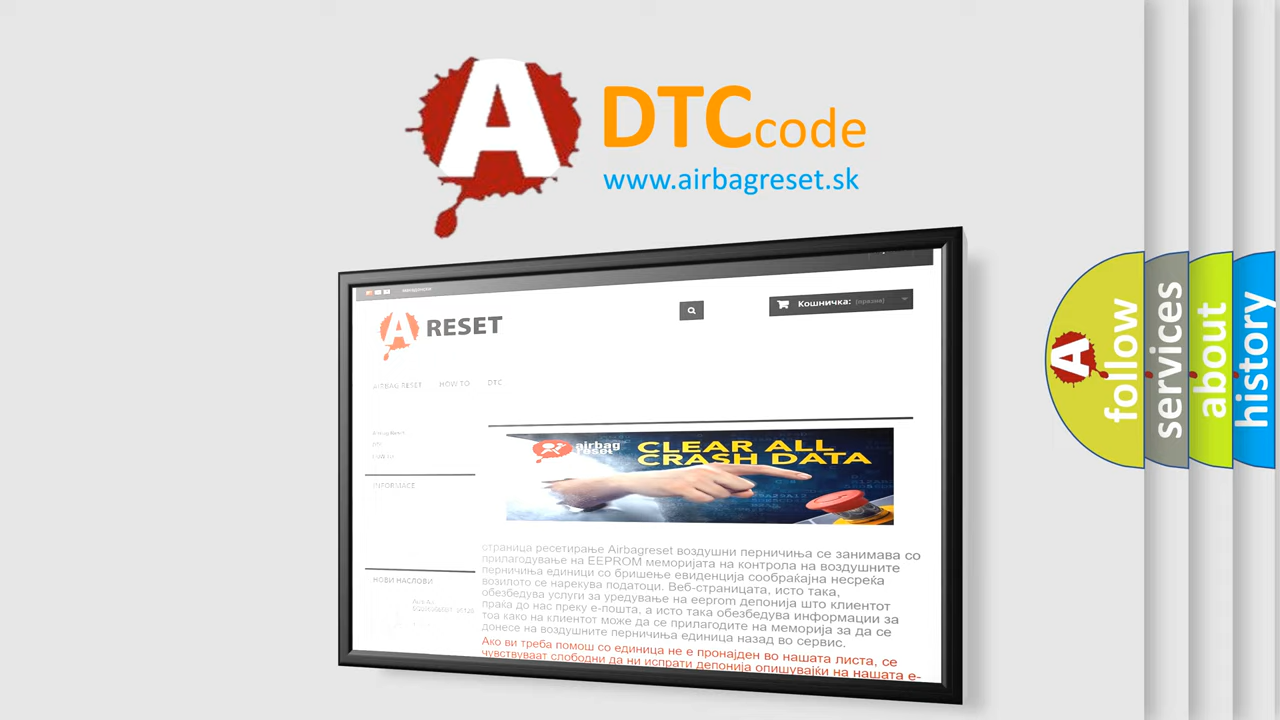 A DTC code
www.airbagreset.sk
A RESET
Кошничка: (празна)
AIRBAG RESET HOW TO DTC
DTC
INFORMACE
airbag
reset
CLEAR ALL
CRASH DATA
страница ресетирање Airbagreset воздушни перничиња се занимава со
прилагодување на EEPROM меморијата на контрола на воздушните
перничиња единици со бришење евиденција сообраќајна несреќа
возилото се нарекува податоци. Веб-страницата, исто така,
обезбедува услуги за уредување на eeprom депонија што клиентот
праќа до нас преку е-пошта, а исто така обезбедува информации за
тоа како на клиентот може да се прилагодите на меморија за да се
донесе на воздушните перничиња единица назад во сервис.
Ако ви треба помош со единица не е пронајден во нашата листа, се
чувствуваат слободни да ни испрати депонија опишувајќи на нашата е-
НОВИ НАСЛОВИ
A follow
services
about
history